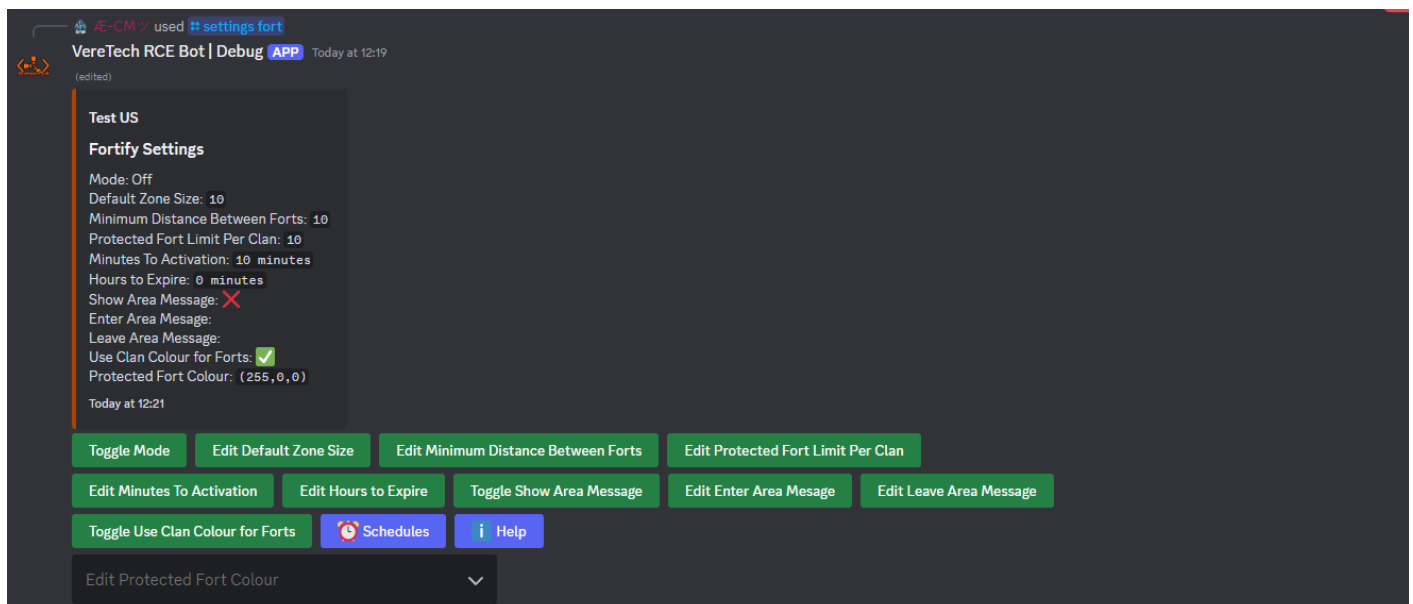 Æ-CMツ used settings fort
VereTech RCE Bot | Debug APP Today at 12:19
(edited)
Test US
Fortify Settings
Mode: Off
Default Zone Size: 10
Minimum Distance Between Forts: 10
Protected Fort Limit Per Clan: 10
Minutes To Activation: 10 minutes
Hours to Expire: 0 minutes
Show Area Message: ❌
Enter Area Mesage:
Leave Area Message:
Use Clan Colour for Forts: ✅
Protected Fort Colour: (255,0,0)
Today at 12:21
Toggle Mode Edit Default Zone Size Edit Minimum Distance Between Forts Edit Protected Fort Limit Per Clan
Edit Minutes To Activation Edit Hours to Expire Toggle Show Area Message Edit Enter Area Mesage Edit Leave Area Message
Toggle Use Clan Colour for Forts Schedules i Help
Edit Protected Fort Colour